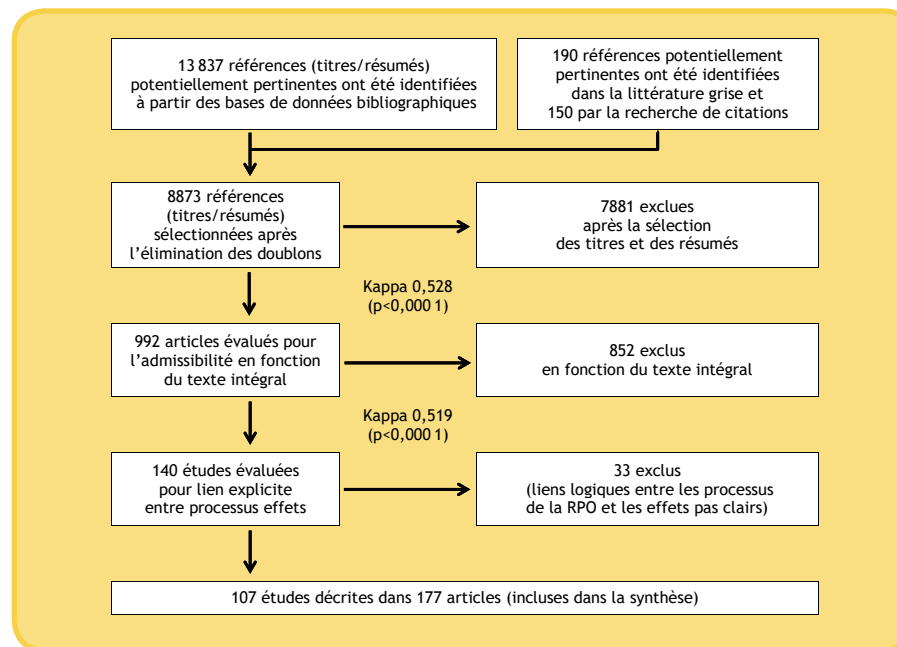 13 837 références (titres/résumés)
potentiellement pertinentes ont été identifiées
à partir des bases de données bibliographiques
190 références potentiellement
pertinentes ont été identifiées
dans la littérature grise et
150 par la recherche de citations
8873 références
(titres/résumés)
sélectionnées après
l'élimination des doublons
7881 exclues
après la sélection
des titres et des résumés
Kappa 0,528
(p<0,000 1)
992 articles évalués pour
l'admissibilité en fonction
du texte intégral
852 exclus
en fonction du texte intégral
Kappa 0,519
(p<0,000 1)
140 études évaluées
pour lien explicite
entre processus effets
33 exclus
(liens logiques entre les processus
de la RPO et les effets pas clairs)
107 études décrites dans 177 articles (incluses dans la synthèse)